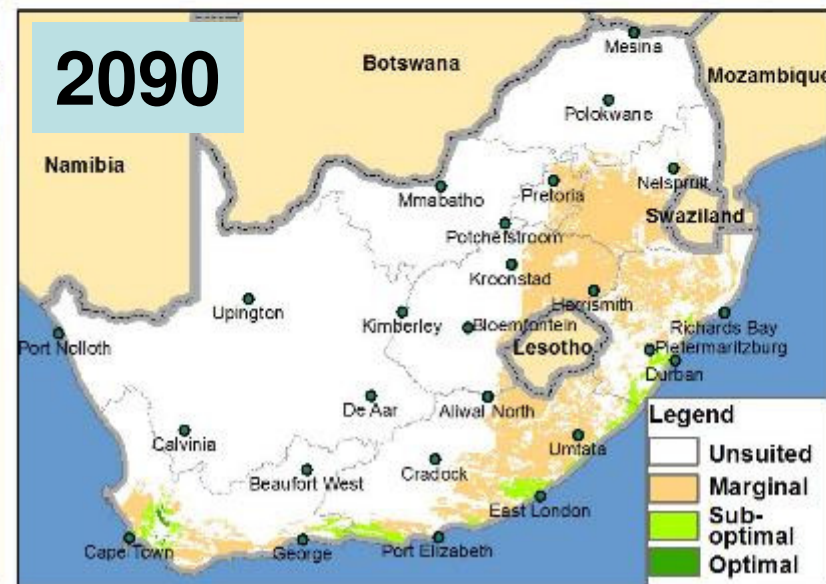 2090
Mesina
Botswana
Mozambique
Polokwane
Namibia
Mmabatho
Pretoria
Nelspruit
Swaziland
Potchefstroom
Kroonstad
Upington
Harrismith
Kimberley
Bloemfontein
Richards Bay
Port Nolloth
Lesotho
Pietermaritzburg
Durban
De Aar
Aliwal North
Legend
Calvinia
Umtata
Unsuited
Beaufort West
Cradock
Marginal
East London
Sub-
optimal
Cape Town
George
Port Elizabeth
Optimal